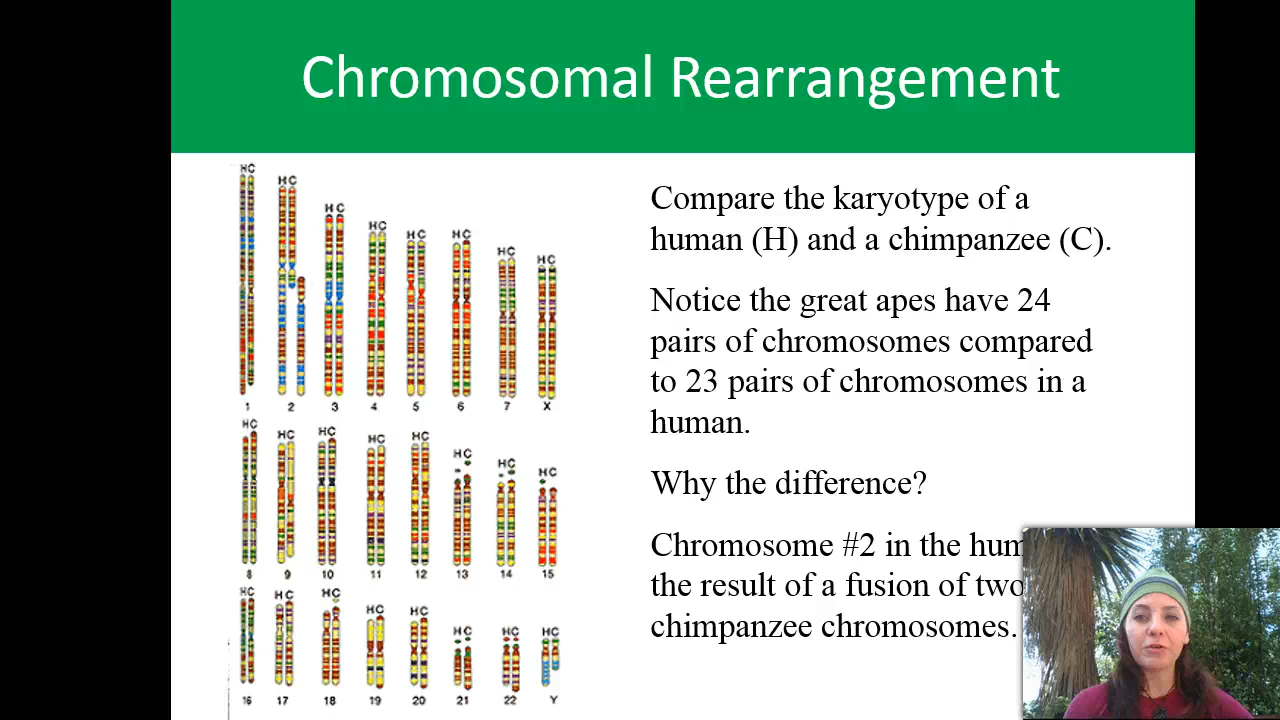 Chromosomal Rearrangement
HC
H C
H C
HC
HC
H C
HC
HC
1
2
3
4
5
6
7
X
HC
HC
HC
HC
HC
HC
HC
HC
8
9
10
11
12
13
14
15
HC
HC
HC
HC
HC
HC
HC
HC
16
17
18
19
20
21
22
Y
Compare the karyotype of a
human (H) and a chimpanzee (C).
Notice the great apes have 24
pairs of chromosomes compared
to 23 pairs of chromosomes in a
human.
Why the difference?
Chromosome #2 in the hum
the result of a fusion of two
chimpanzee chromosomes.